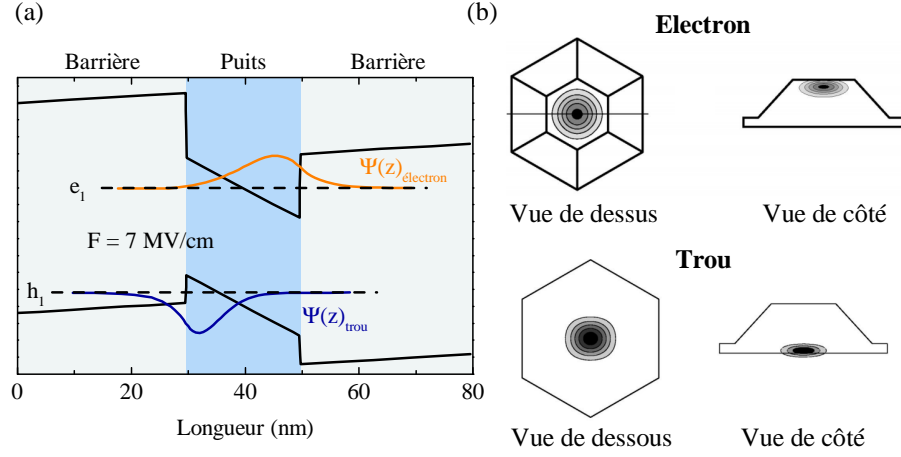 (a)
Barrière Puits Barrière
Ψ(z)électron
e1
F = 7 MV/cm
h1
Ψ(z)trou
0 20 40 60 80
Longueur (nm)
(b)
Electron
Vue de dessus Vue de côté
Trou
Vue de dessous Vue de côté